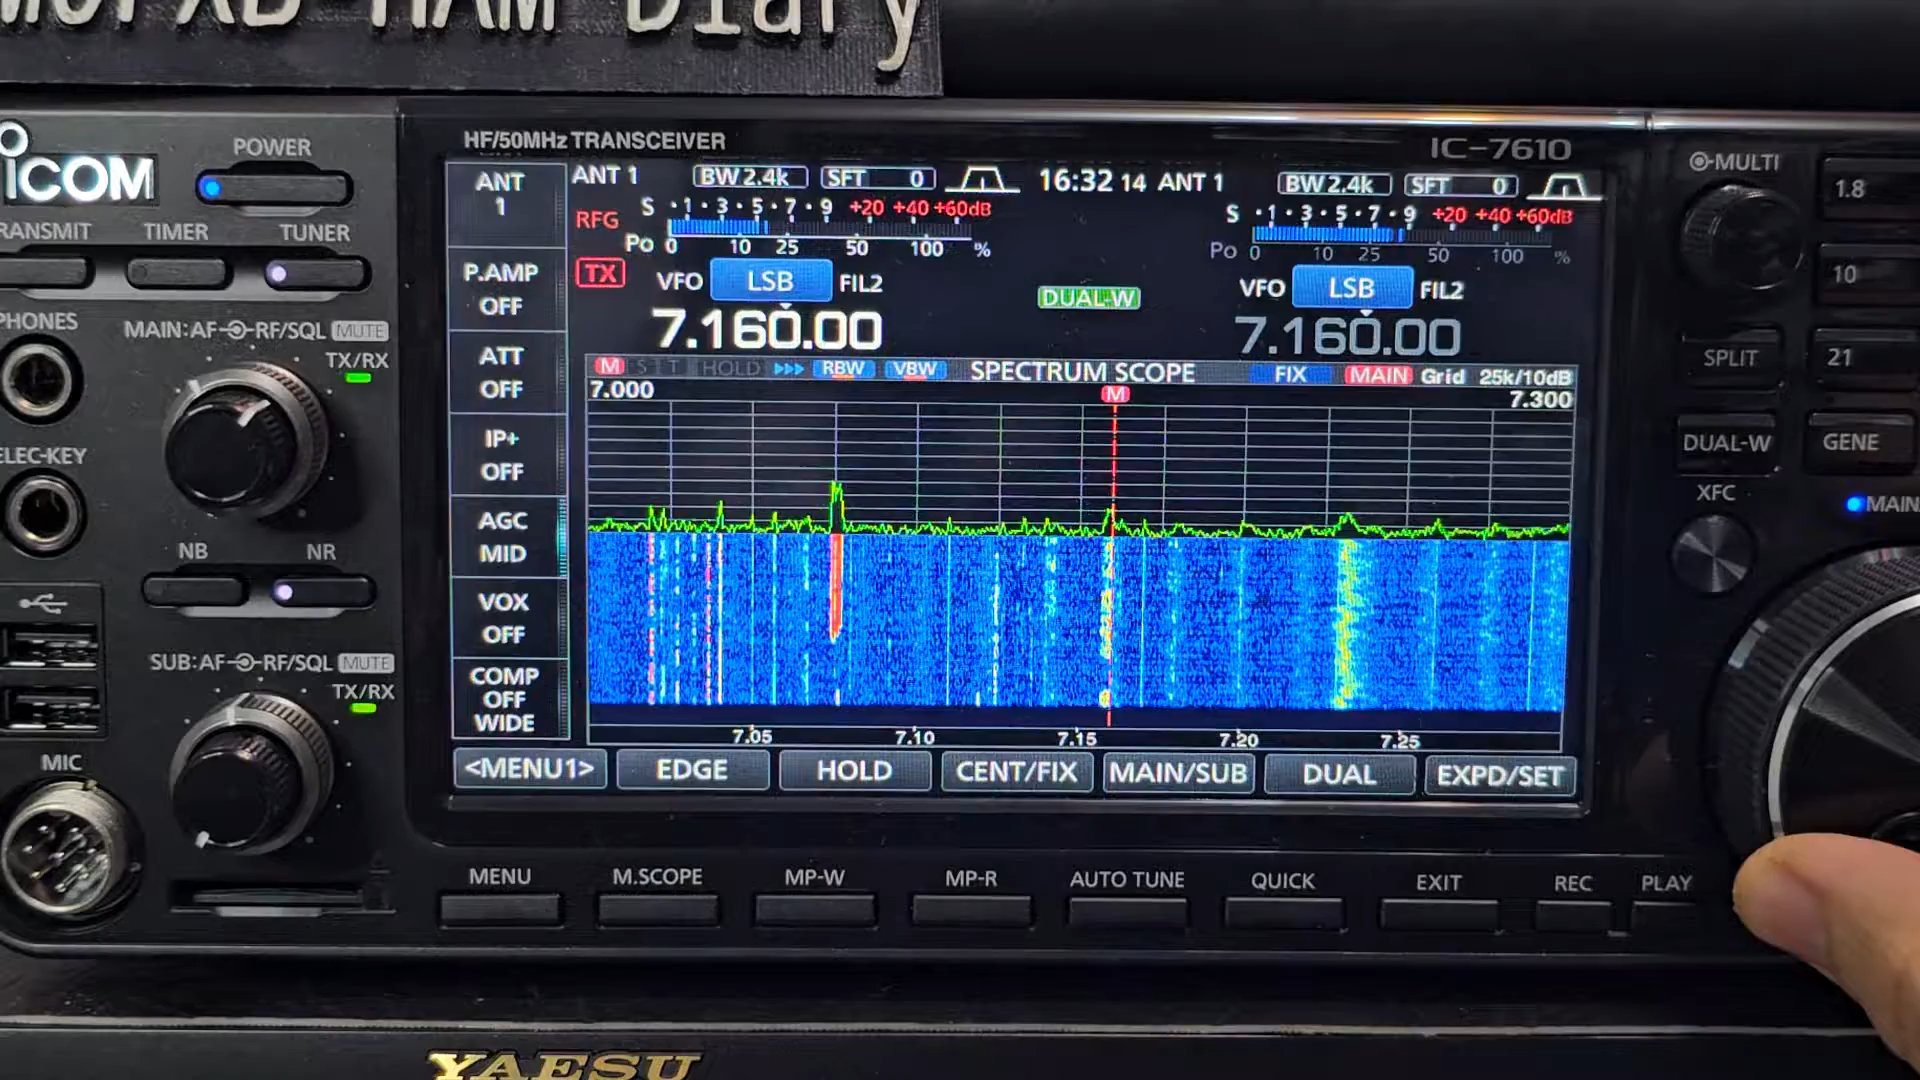 HAM Diary
HF/50MHz TRANSCEIVER
IC-7610
ICOM
POWER
TRANSMIT
TIMER
TUNER
PHONES
MAIN:AF RF/SQL MUTE
TX/RX
ELEC-KEY
NB
NR
SUB:AF RF/SQL MUTE
TX/RX
MIC
ANT
1
P.AMP
OFF
ATT
OFF
IP+
OFF
AGC
MID
VOX
OFF
COMP
OFF
WIDE
ANT 1
BW 2.4k
SFT 0
16:32 14
ANT 1
BW 2.4k
SFT 0
RFG
S 1 3 5 7 9 +20 +40 +60dB
Po 0 10 25 50 100 %
S 1 3 5 7 9 +20 +40 +60dB
Po 0 10 25 50 100 %
TX
VFO
LSB
FIL2
DUAL-W
VFO
LSB
FIL2
7.160.00
7.160.00
M
HOLD
RBW
VBW
SPECTRUM SCOPE
FIX
MAIN
Grid
25k/10dB
7.000
M
7.300
7.05
7.10
7.15
7.20
7.25
<MENU1>
EDGE
HOLD
CENT/FIX
MAIN/SUB
DUAL
EXPD/SET
MENU
M.SCOPE
MP-W
MP-R
AUTO TUNE
QUICK
EXIT
REC
PLAY
MULTI
1.8
10
SPLIT
21
DUAL-W
GENE
XFC
MAIN
YAESU